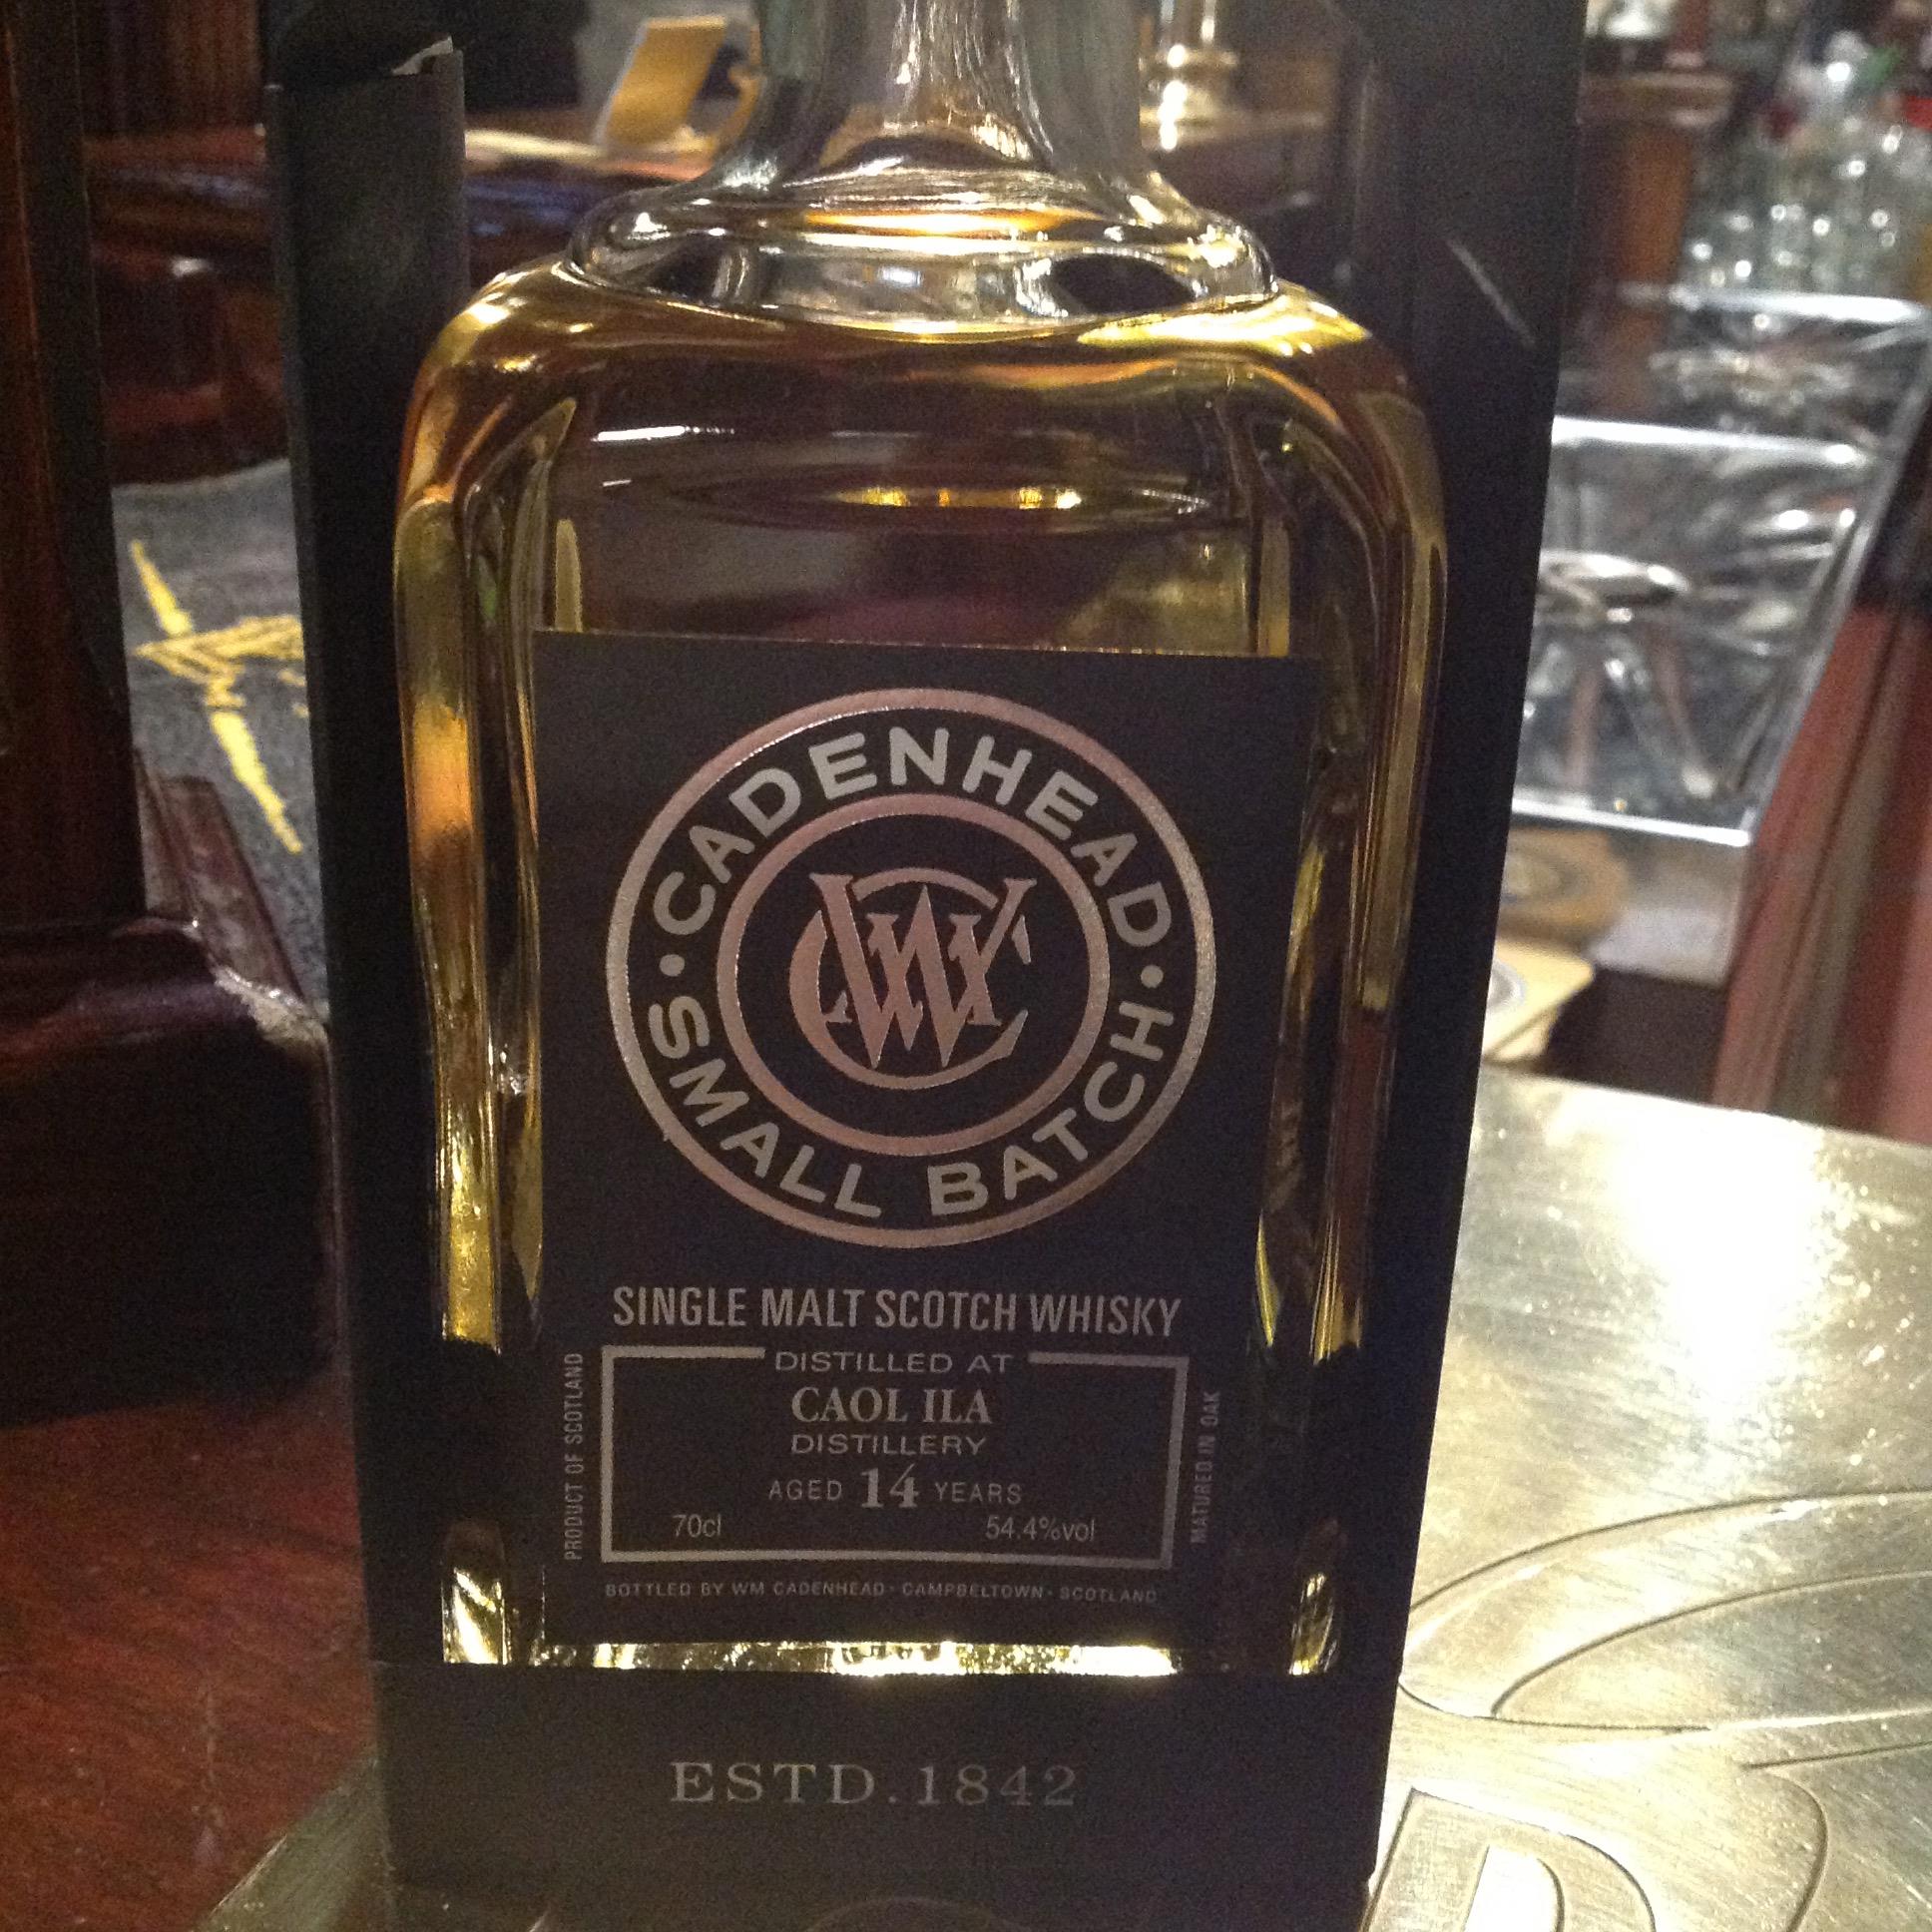 CADENHEAD
WC
SMALL BATCH
SINGLE MALT SCOTCH WHISKY
DISTILLED AT
CAOL ILA
DISTILLERY
AGED 14 YEARS
70cl 54.4%vol
PRODUCT OF SCOTLAND
MATURED IN OAK
BOTTLED BY WM CADENHEAD · CAMPBELTOWN · SCOTLAND
ESTD.1842